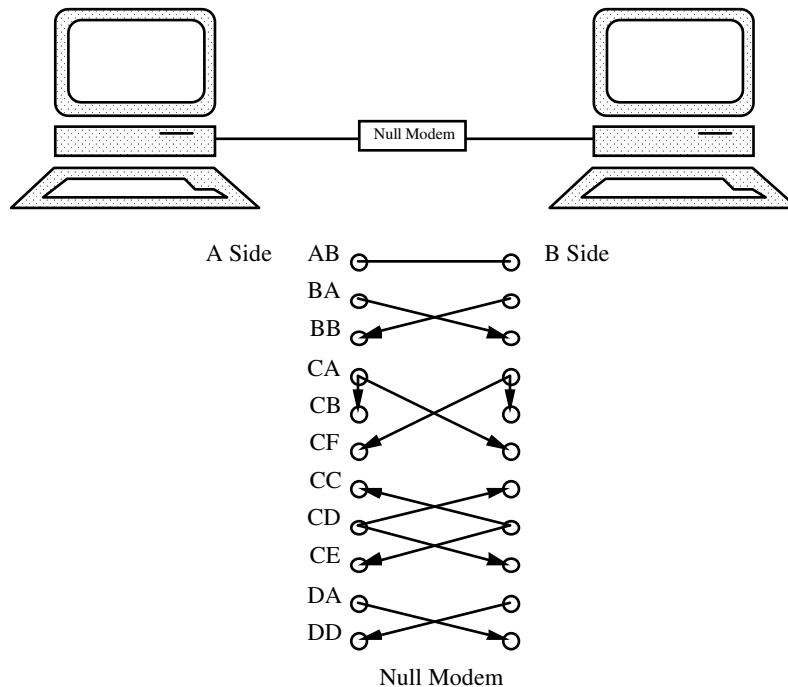 Null Modem
A Side AB B Side
BA
BB
CA
CB
CF
CC
CD
CE
DA
DD
Null Modem